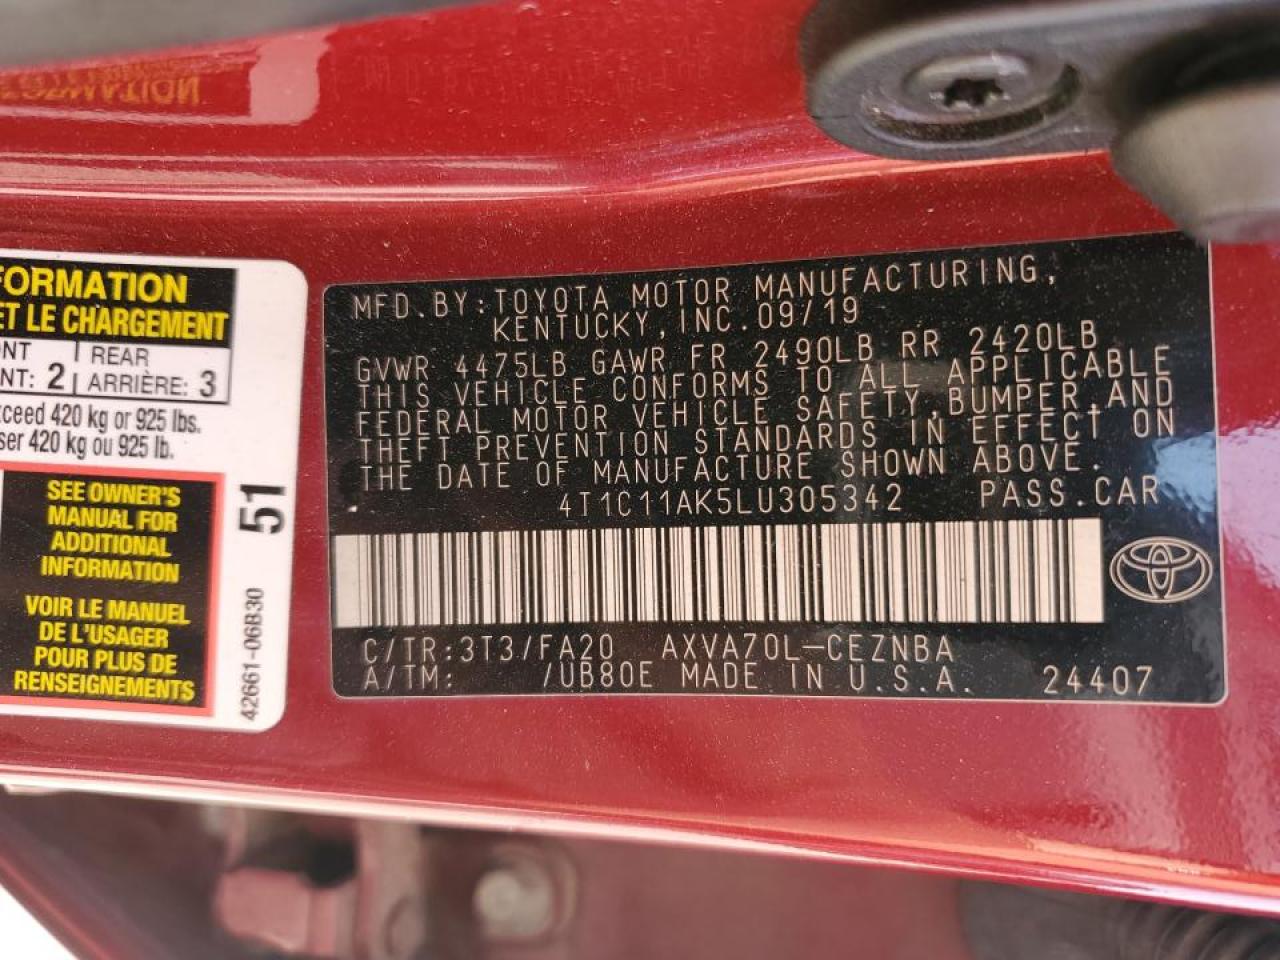 FORMATION
ET LE CHARGEMENT
REAR
2 ARRIÈRE: 3
420 kg or 925 lbs.
420 kg ou 925 lb.
SEE OWNER'S
MANUAL FOR
ADDITIONAL
INFORMATION
VOIR LE MANUEL
DE L'USAGER
POUR PLUS DE
RENSEIGNEMENTS
51
42661-06B30
MFD.BY:TOYOTA MOTOR MANUFACTURING,
KENTUCKY,INC.09/19
GVWR 4475LB GAWR FR 2490LB RR 2420LB
THIS VEHICLE CONFORMS TO ALL APPLICABLE
FEDERAL MOTOR VEHICLE SAFETY,BUMPER,AND
THEFT PREVENTION STANDARDS IN EFFECT ON
THE DATE OF MANUFACTURE SHOWN ABOVE.
4T1C11AK5LU305342 PASS.CAR
C/TR:3T3/FA20 AXVA70L-CEZNBA
A/TM: /UB80E MADE IN U.S.A. 24407